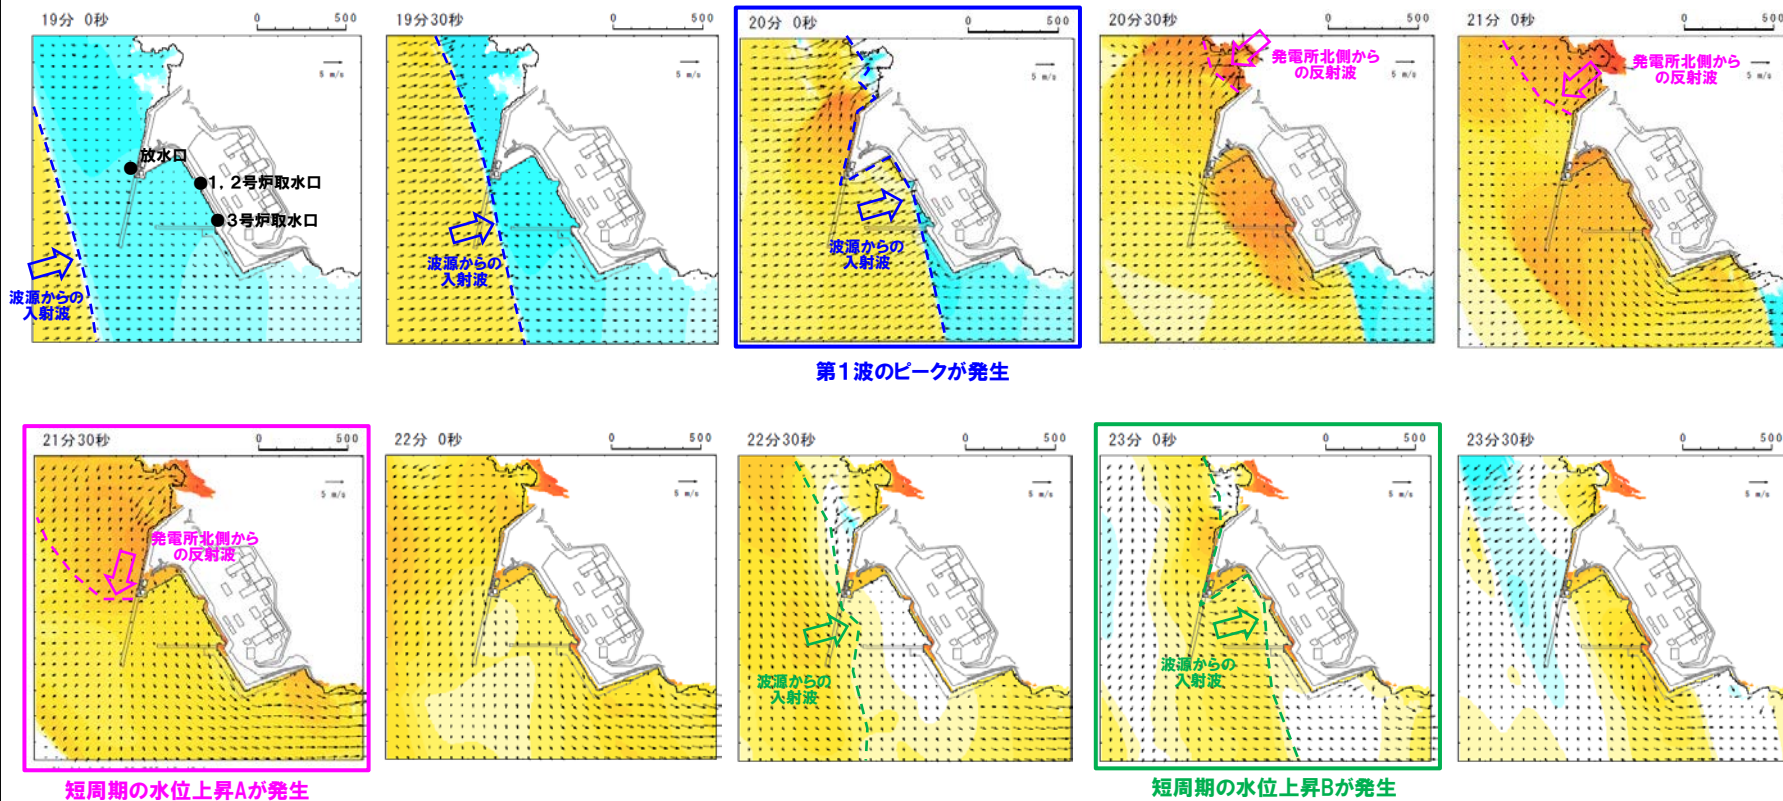 19分 0秒
0 500
5 m/s
放水口
1，2号炉取水口
3号炉取水口
波源からの
入射波
19分30秒
0 500
5 m/s
波源からの
入射波
20分 0秒
0 500
5 m/s
波源からの
入射波
第1波のピークが発生
20分30秒
0 500
発電所北側から
の反射波
5 m/s
21分 0秒
0 500
発電所北側から
の反射波
5 m/s
21分30秒
0 500
5 m/s
発電所北側から
の反射波
短周期の水位上昇Aが発生
22分 0秒
0 500
5 m/s
22分30秒
0 500
5 m/s
波源からの
入射波
23分 0秒
0 500
5 m/s
波源からの
入射波
短周期の水位上昇Bが発生
23分30秒
0 500
5 m/s